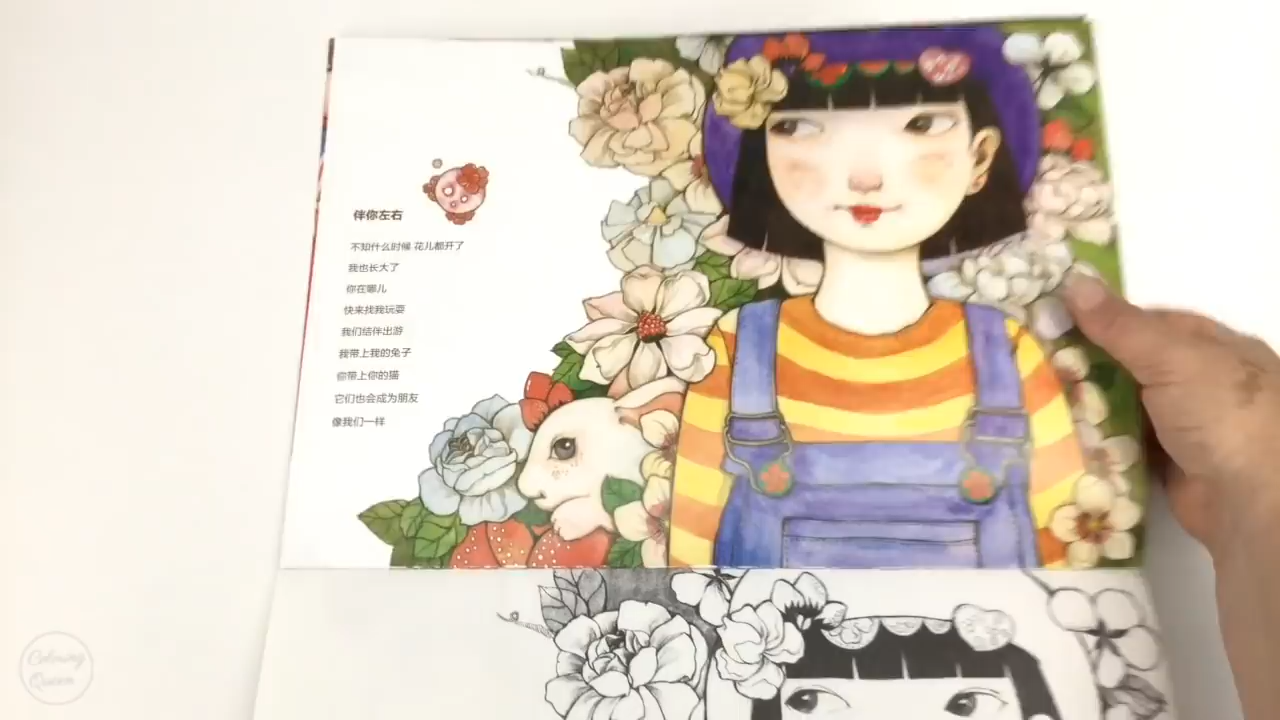 伴你左右
不知什么时候 花儿都开了
我也长大了
你在哪儿
快来找我玩耍
我们结伴出游
我带上我的兔子
你带上你的猫
它们也会成为朋友
像我们一样
Coloring
Queen